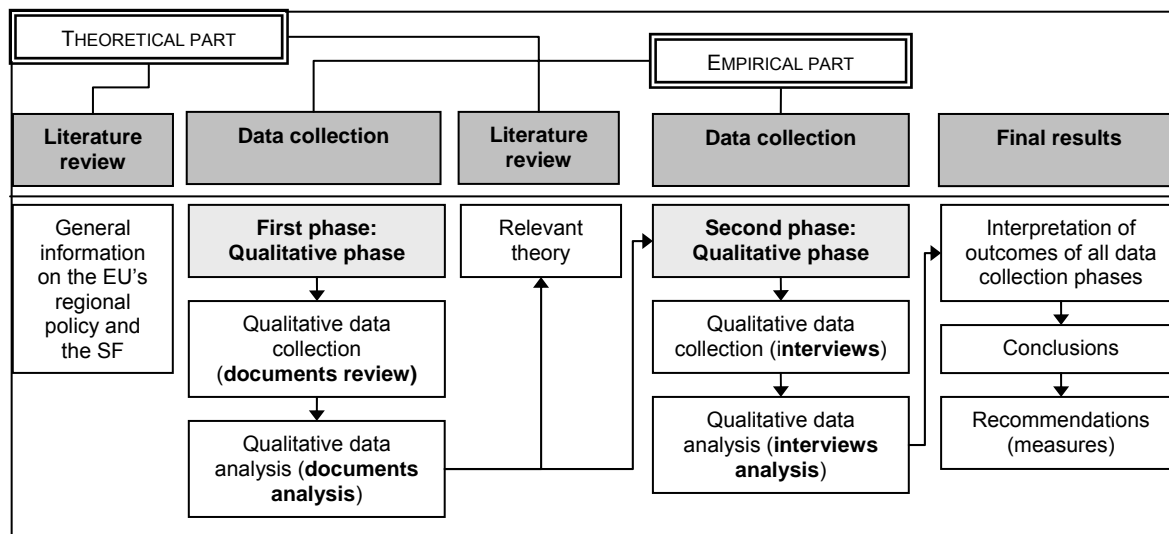 THEORETICAL PART
EMPIRICAL PART
Literature
review
Data collection
Literature
review
Data collection
Final results
General
information
on the EU's
regional
policy and
the SF
First phase:
Qualitative phase
Qualitative data
collection
(documents review)
Qualitative data
analysis (documents
analysis)
Relevant
theory
Second phase:
Qualitative phase
Qualitative data
collection (interviews)
Qualitative data
analysis (interviews
analysis)
Interpretation of
outcomes of all data
collection phases
Conclusions
Recommendations
(measures)